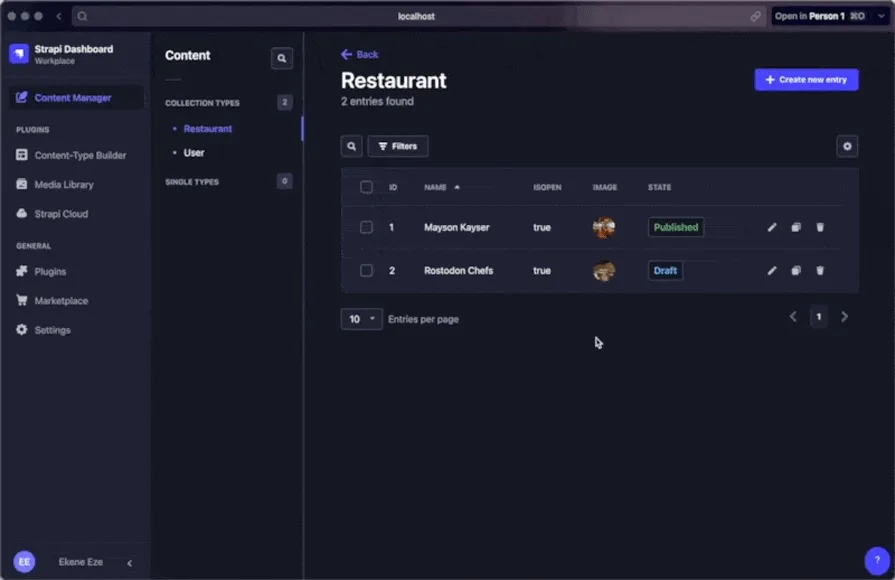 localhost
Open in Person 1 ⌘O
Strapi Dashboard
Workplace
Content Manager
PLUGINS
Content-Type Builder
Media Library
Strapi Cloud
GENERAL
Plugins
Marketplace
Settings
EE
Ekene Eze
Content
COLLECTION TYPES 2
Restaurant
User
SINGLE TYPES 0
Back
Restaurant
2 entries found
Create new entry
Filters
ID NAME ISOPEN IMAGE STATE
1 Mayson Kayser true Published
2 Rostodon Chefs true Draft
10 Entries per page
1
?